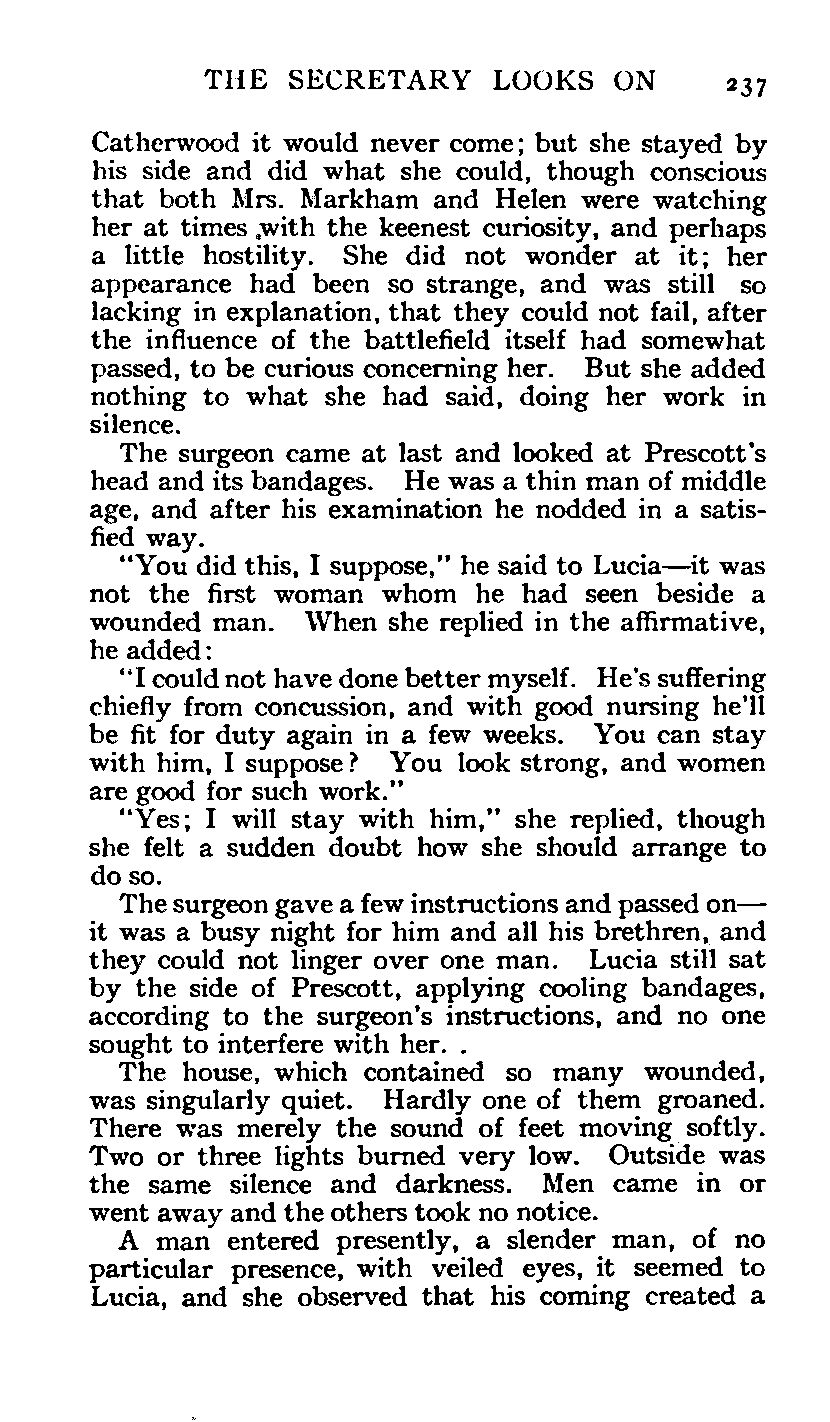 THE SECRETARY LOOKS ON 237
Catherwood it would never come; but she stayed by
his side and did what she could, though conscious
that both Mrs. Markham and Helen were watching
her at times ,with the keenest curiosity, and perhaps
a little hostility. She did not wonder at it; her
appearance had been so strange, and was still so
lacking in explanation, that they could not fail, after
the influence of the battlefield itself had somewhat
passed, to be curious concerning her. But she added
nothing to what she had said, doing her work in
silence.
The surgeon came at last and looked at Prescott's
head and its bandages. He was a thin man of middle
age, and after his examination he nodded in a satis-
fied way.
"You did this, I suppose," he said to Lucia—it was
not the first woman whom he had seen beside a
wounded man. When she replied in the affirmative,
he added:
"I could not have done better myself. He's suffering
chiefly from concussion, and with good nursing he'll
be fit for duty again in a few weeks. You can stay
with him, I suppose? You look strong, and women
are good for such work."
"Yes; I will stay with him," she replied, though
she felt a sudden doubt how she should arrange to
do so.
The surgeon gave a few instructions and passed on—
it was a busy night for him and all his brethren, and
they could not linger over one man. Lucia still sat
by the side of Prescott, applying cooling bandages,
according to the surgeon's instructions, and no one
sought to interfere with her. .
The house, which contained so many wounded,
was singularly quiet. Hardly one of them groaned.
There was merely the sound of feet moving softly.
Two or three lights burned very low. Outside was
the same silence and darkness. Men came in or
went away and the others took no notice.
A man entered presently, a slender man, of no
particular presence, with veiled eyes, it seemed to
Lucia, and she observed that his coming created a